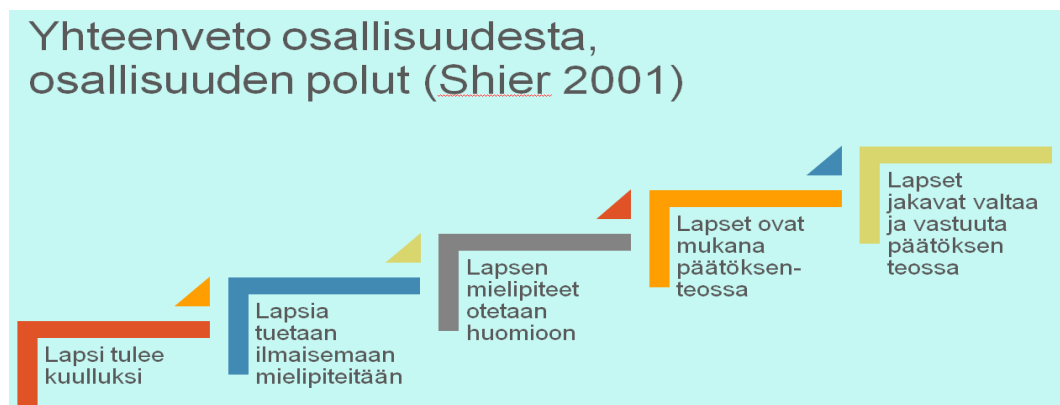 Yhteenveto osallisuudesta,
osallisuuden polut (Shier 2001)
Lapsi tulee
kuulluksi
Lapsia
tuetaan
ilmaisemaan
mielipiteitään
Lapsen
mielipiteet
otetaan
huomioon
Lapset ovat
mukana
päätöksen-
teossa
Lapset
jakavat valtaa
ja vastuuta
päätöksen
teossa